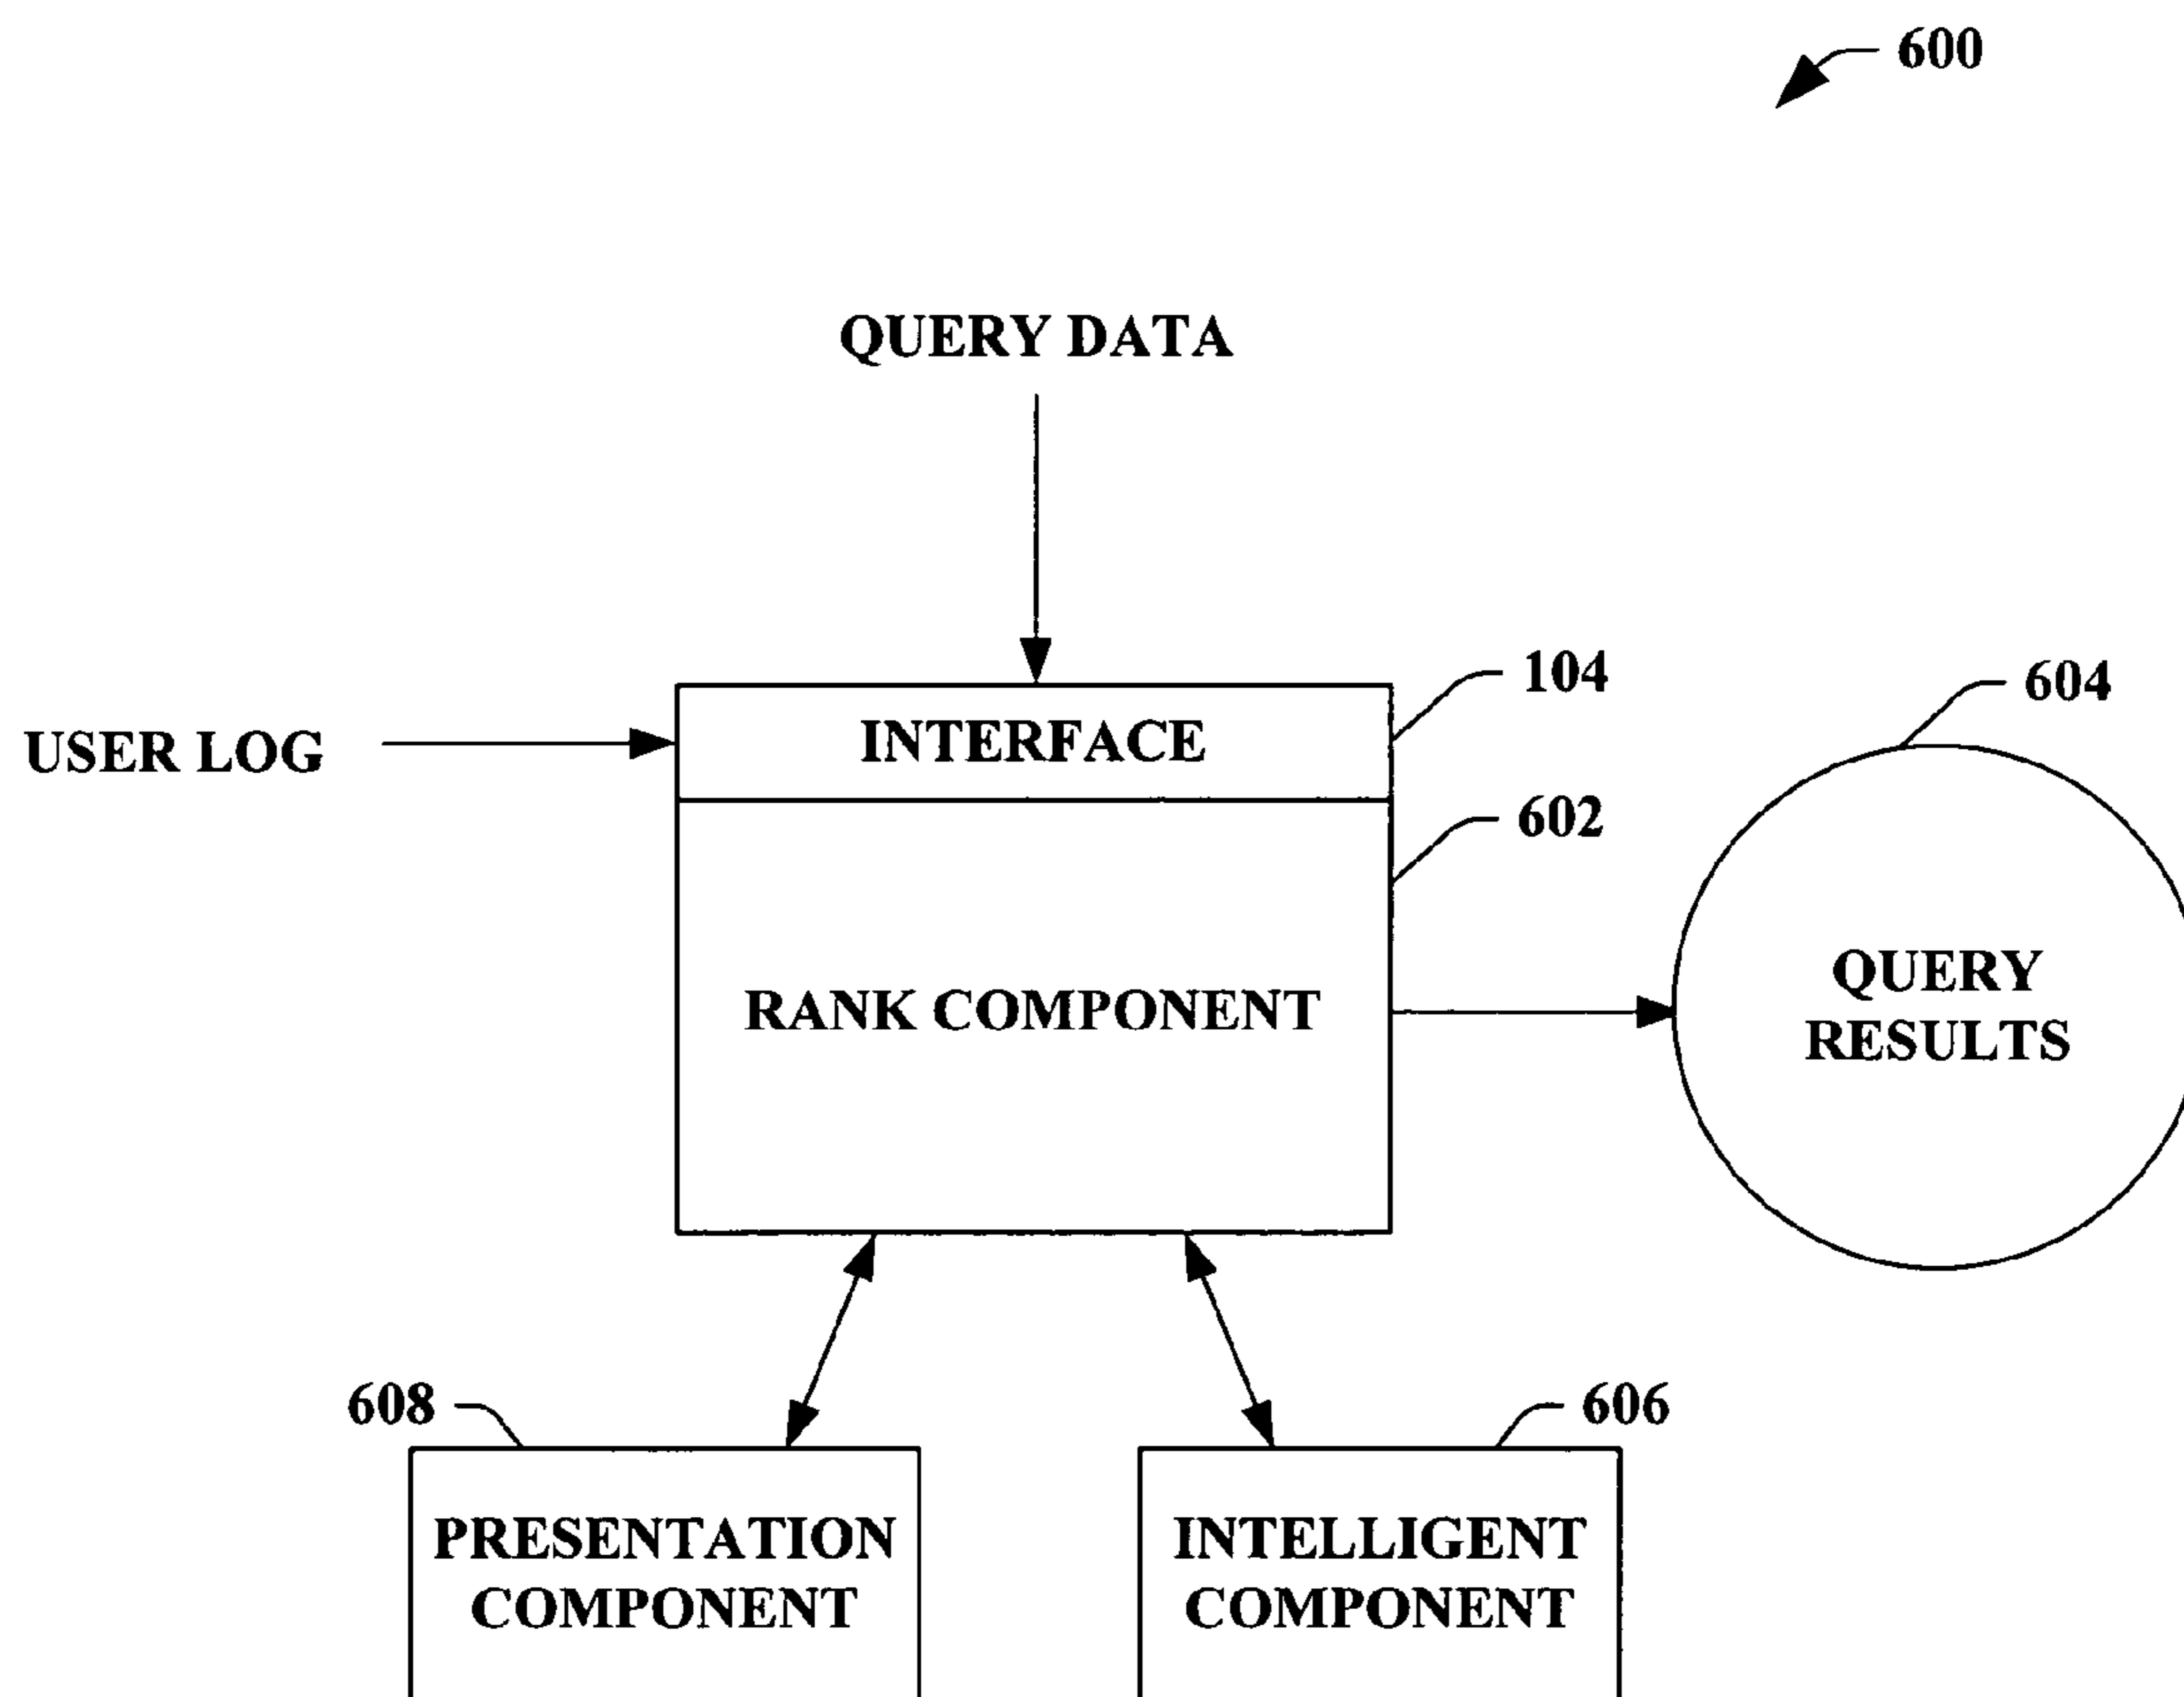 600
QUERY DATA
104
INTERFACE
604
USER LOG
602
QUERY
RESULTS
RANK COMPONENT
608
606
PRESENTATION
COMPONENT
INTELLIGENT
COMPONENT